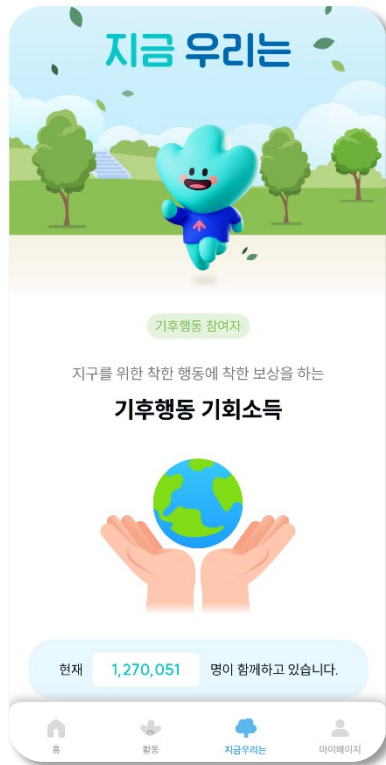 지금 우리는
기후행동 참여자
지구를 위한 착한 행동에 착한 보상을 하는
기후행동 기회소득
현재 1,270,051 명이 함께하고 있습니다.
홈 활동 지금우리는 마이페이지